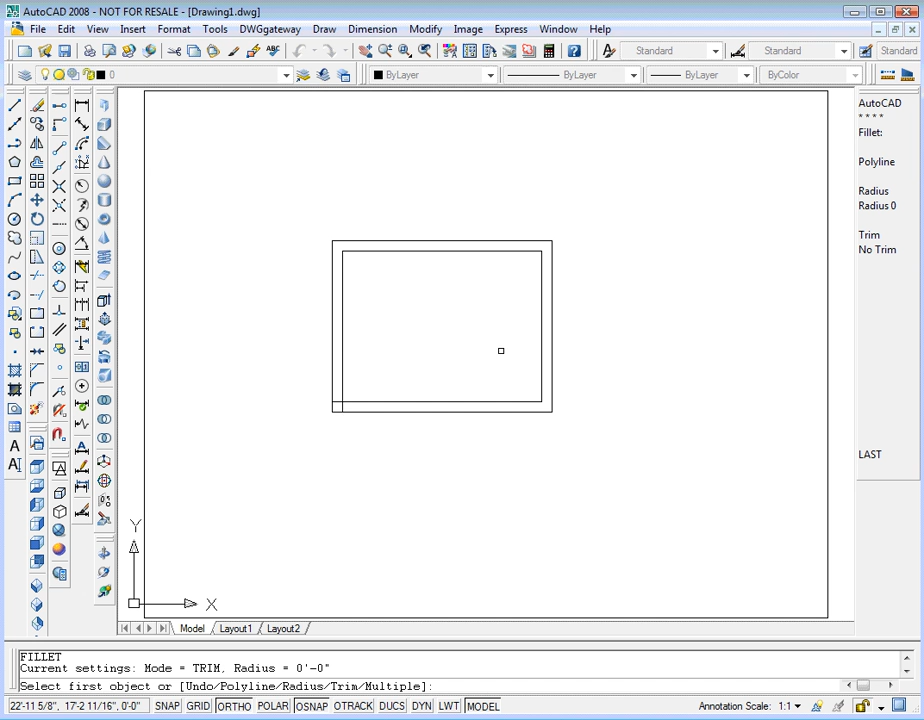 AutoCAD 2008 - NOT FOR RESALE - [Drawing1.dwg]
File Edit View Insert Format Tools DWGgateway Draw Dimension Modify Image Express Window Help
Standard Standard Standard
0 ByLayer ByLayer ByLayer ByColor
AutoCAD
* * * *
Fillet:
Polyline
Radius
Radius 0
Trim
No Trim
LAST
A
A
Y
X
Model Layout1 Layout2
FILLET
Current settings: Mode = TRIM, Radius = 0'-0"
Select first object or [Undo/Polyline/Radius/Trim/Multiple]:
22'-11 5/8", 17-2 11/16", 0'-0" SNAP GRID ORTHO POLAR OSNAP OTRACK DUCS DYN LWT MODEL Annotation Scale: 1:1